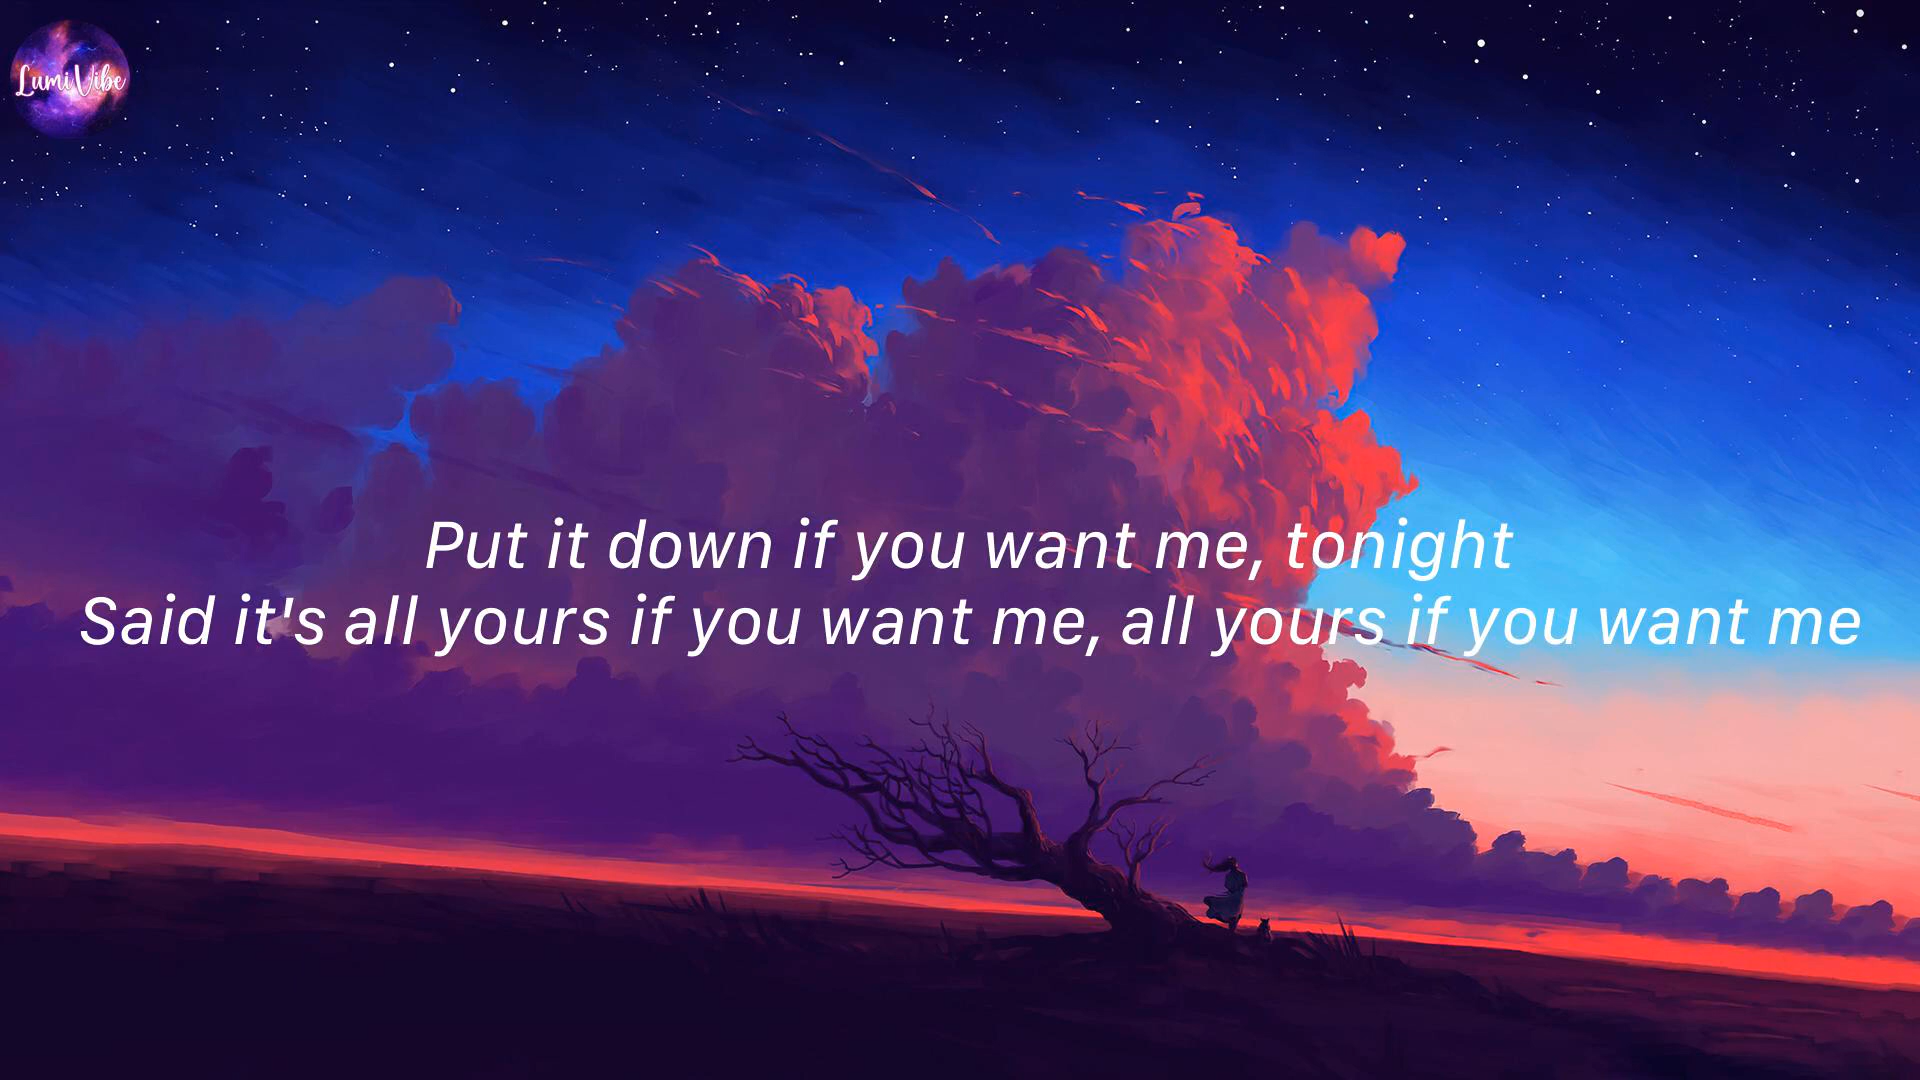 LumiVibe
Put it down if you want me, tonight
Said it's all yours if you want me, all yours if you want me